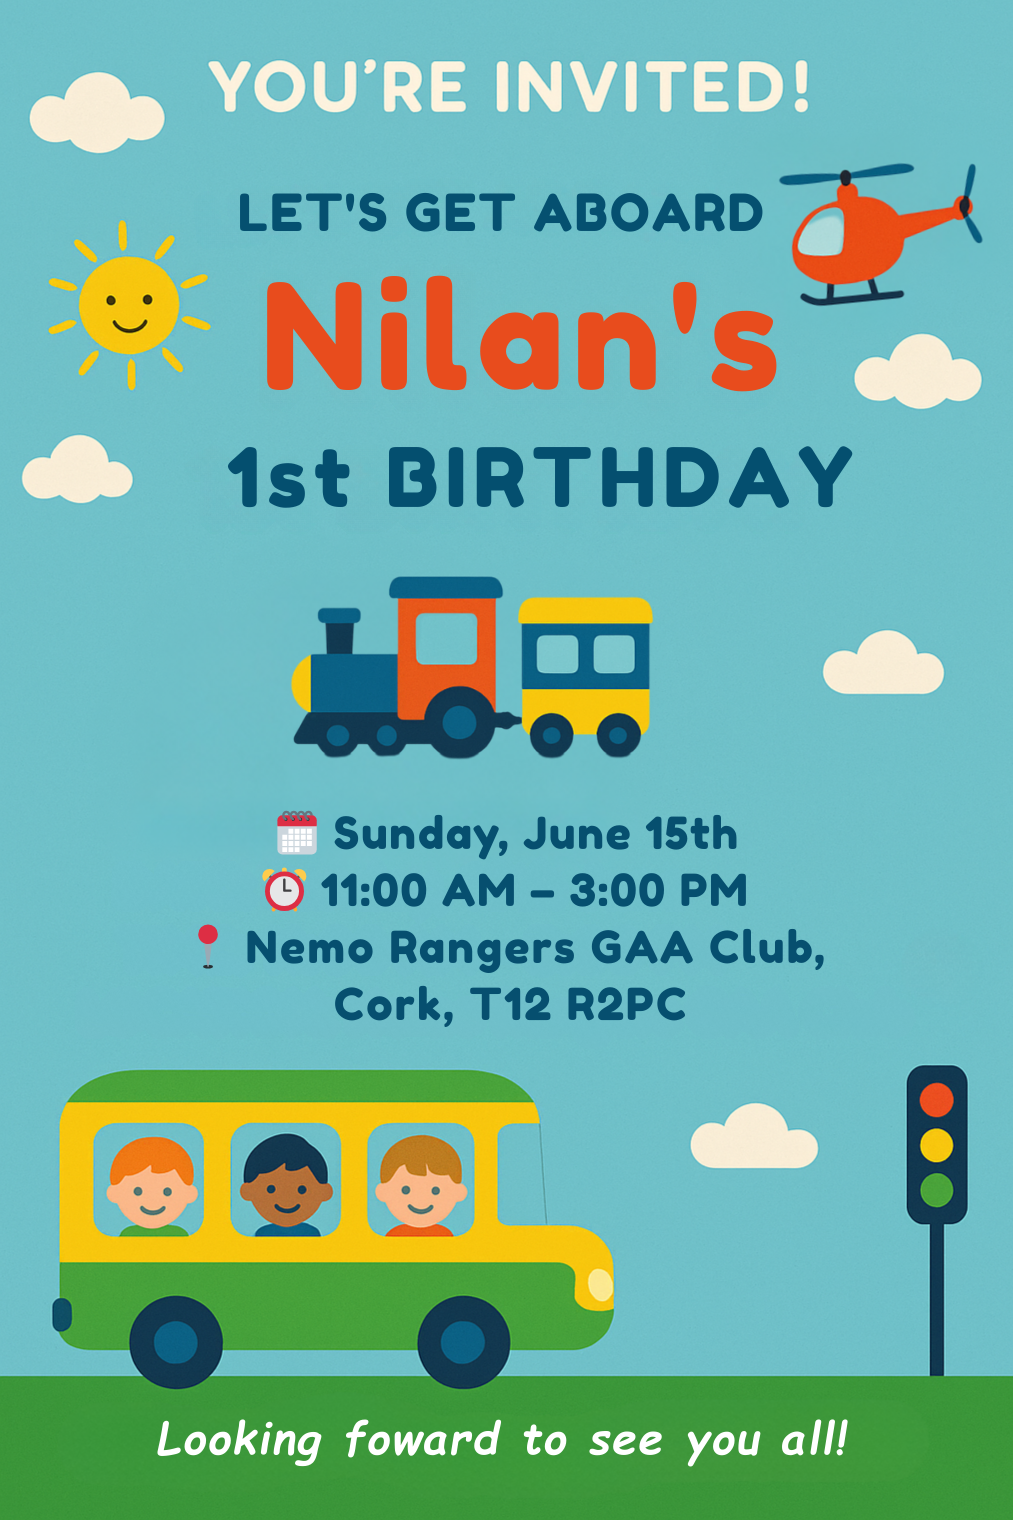 YOU’RE INVITED!
LET'S GET ABOARD
Nilan's
1st BIRTHDAY
Sunday, June 15th
11:00 AM – 3:00 PM
Nemo Rangers GAA Club,
Cork, T12 R2PC
Looking foward to see you all!